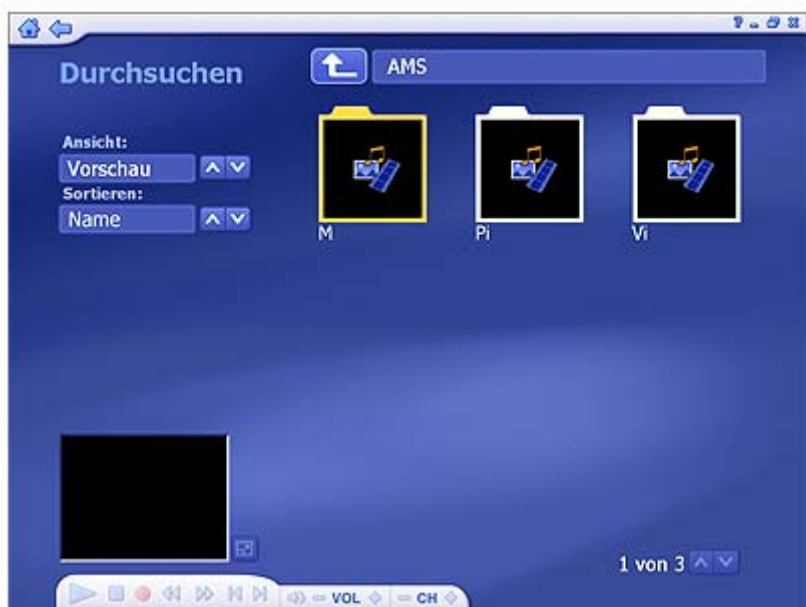 ?
Durchsuchen
AMS
Ansicht:
Vorschau
Sortieren:
Name
M
Pi
Vi
1 von 3
VOL
CH